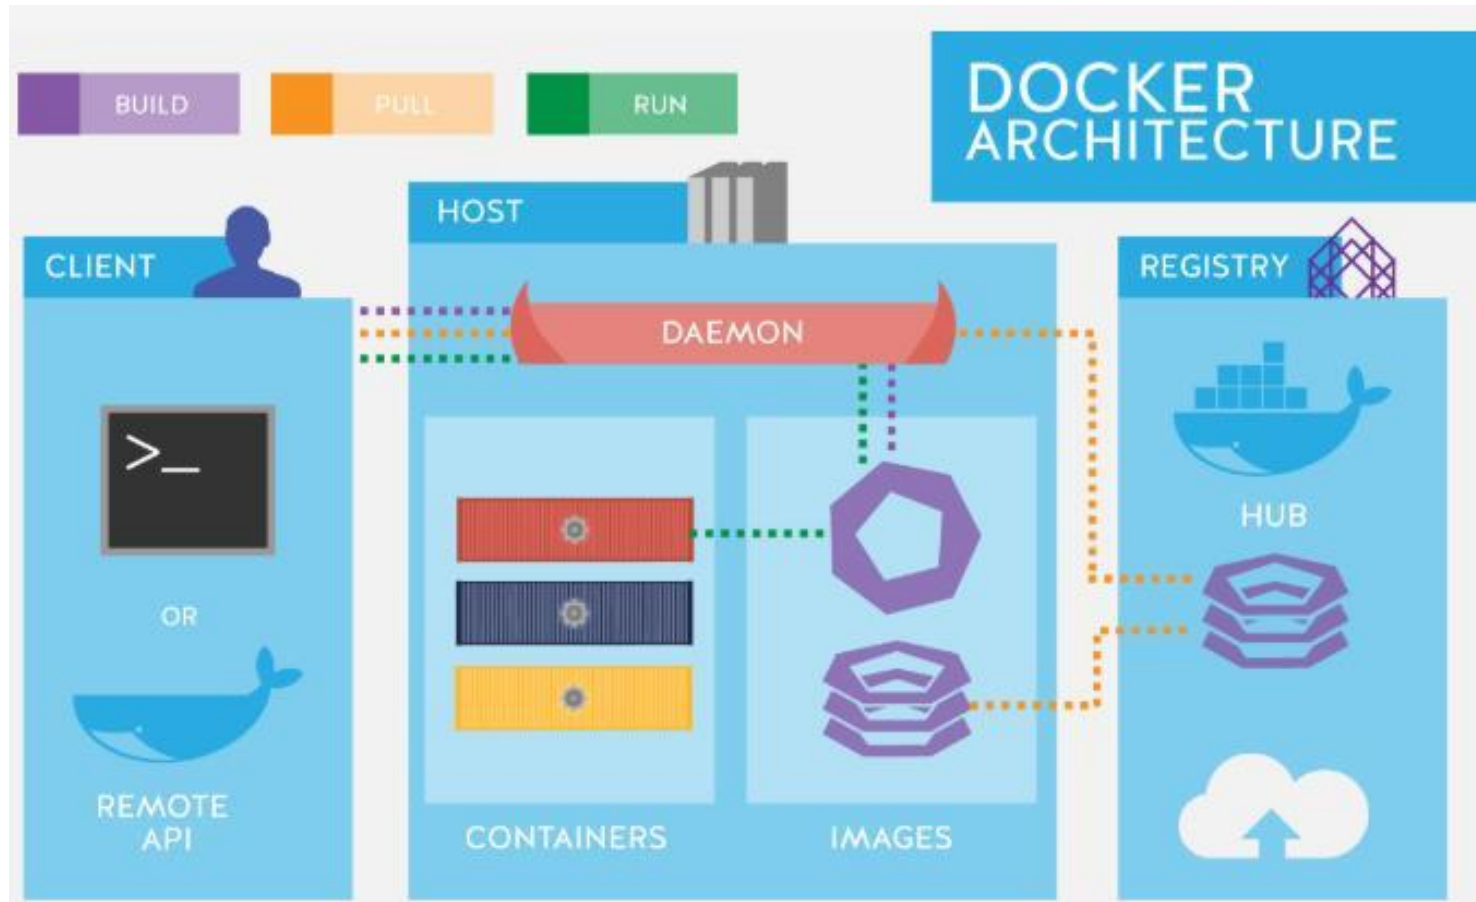 BUILD
PULL
RUN
DOCKER
ARCHITECTURE
CLIENT
>_
OR
REMOTE
API
HOST
DAEMON
CONTAINERS
IMAGES
REGISTRY
HUB